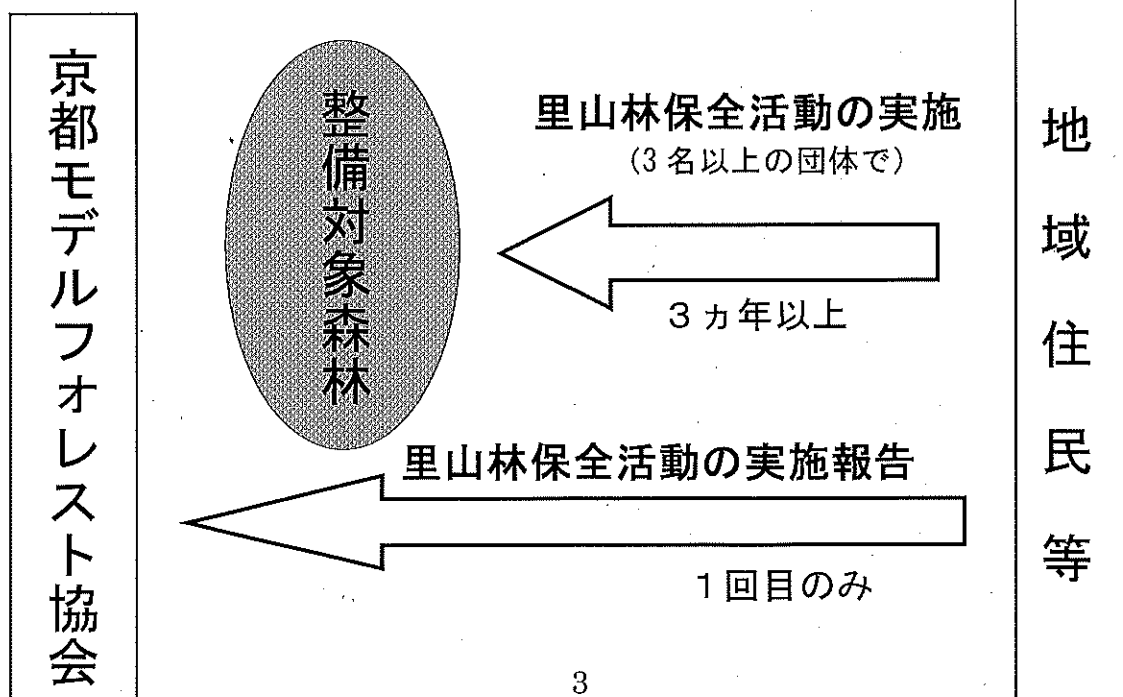 京都モデルフォレスト協会
整備対象森林
里山林保全活動の実施
(3名以上の団体で)
3ヵ年以上
里山林保全活動の実施報告
1回目のみ
地域住民等
3